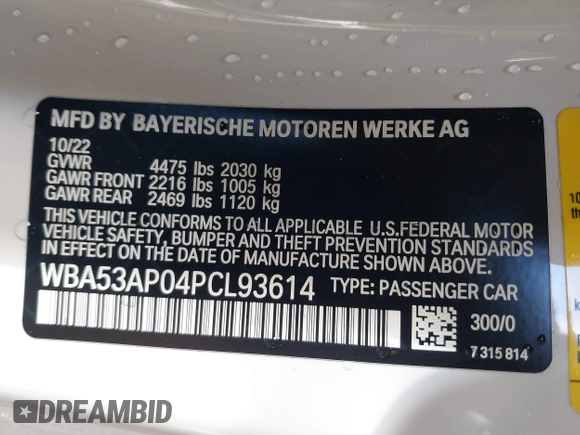 MFD BY BAYERISCHE MOTOREN WERKE AG
10/22
GVWR 4475 lbs 2030 kg
GAWR FRONT 2216 lbs 1005 kg
GAWR REAR 2469 lbs 1120 kg
THIS VEHICLE CONFORMS TO ALL APPLICABLE U.S.FEDERAL MOTOR
VEHICLE SAFETY, BUMPER AND THEFT PREVENTION STANDARDS
IN EFFECT ON THE DATE OF MANUFACTURE SHOWN ABOVE.
WBA53AP04PCL93614 TYPE: PASSENGER CAR
300/0
7 315 814
DREAMBID